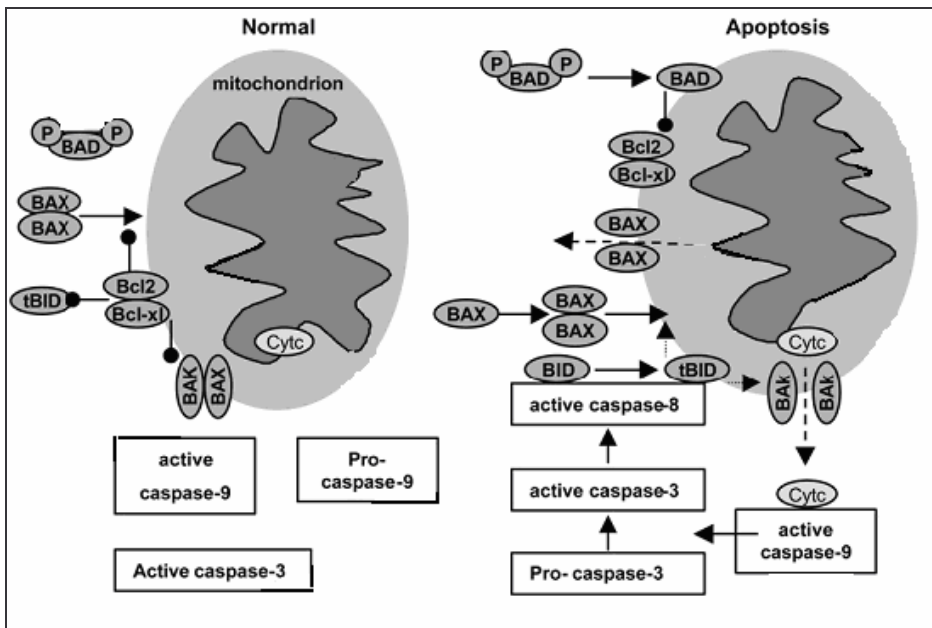 Normal
mitochondrion
P
P
BAD
BAX
BAX
tBID
Bcl2
Bcl-xl
Cytc
BAK
BAX
active
caspase-9
Pro-
caspase-9
Active caspase-3
Apoptosis
P
P
BAD
BAD
Bcl2
Bcl-xl
BAX
BAX
BAX
BAX
BAX
BID
tBID
Cytc
BAk
BAk
active caspase-8
active caspase-3
Pro- caspase-3
Cytc
active
caspase-9